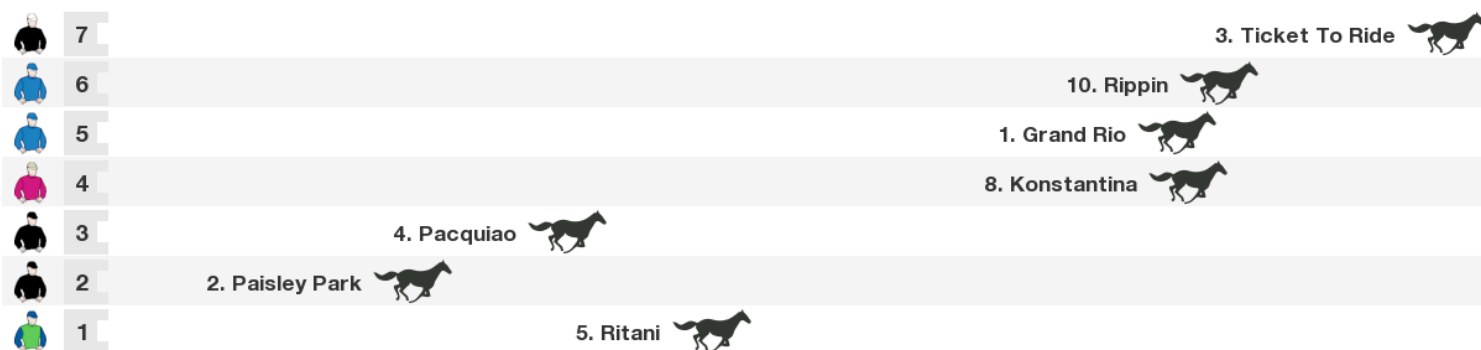 7 3. Ticket To Ride
6 10. Rippin
5 1. Grand Rio
4 8. Konstantina
3 4. Pacquiao
2 2. Paisley Park
1 5. Ritani